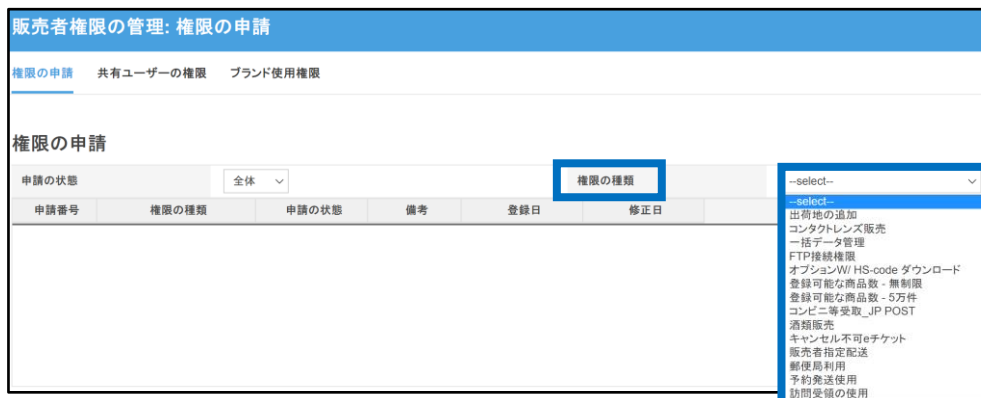 販売者権限の管理: 権限の申請
権限の申請 共有ユーザーの権限 ブランド使用権限
権限の申請
申請の状態 全体 権限の種類 --select--
申請番号 権限の種類 申請の状態 備考 登録日 修正日
--select--
出荷地の追加
コンタクトレンズ販売
一括データ管理
FTP接続権限
オプションW/ HS-code ダウンロード
登録可能な商品数 - 無制限
登録可能な商品数 - 5万件
コンビニ等受取_JP POST
酒類販売
キャンセル不可eチケット
販売者指定配送
郵便局利用
予約発送使用
訪問受領の使用